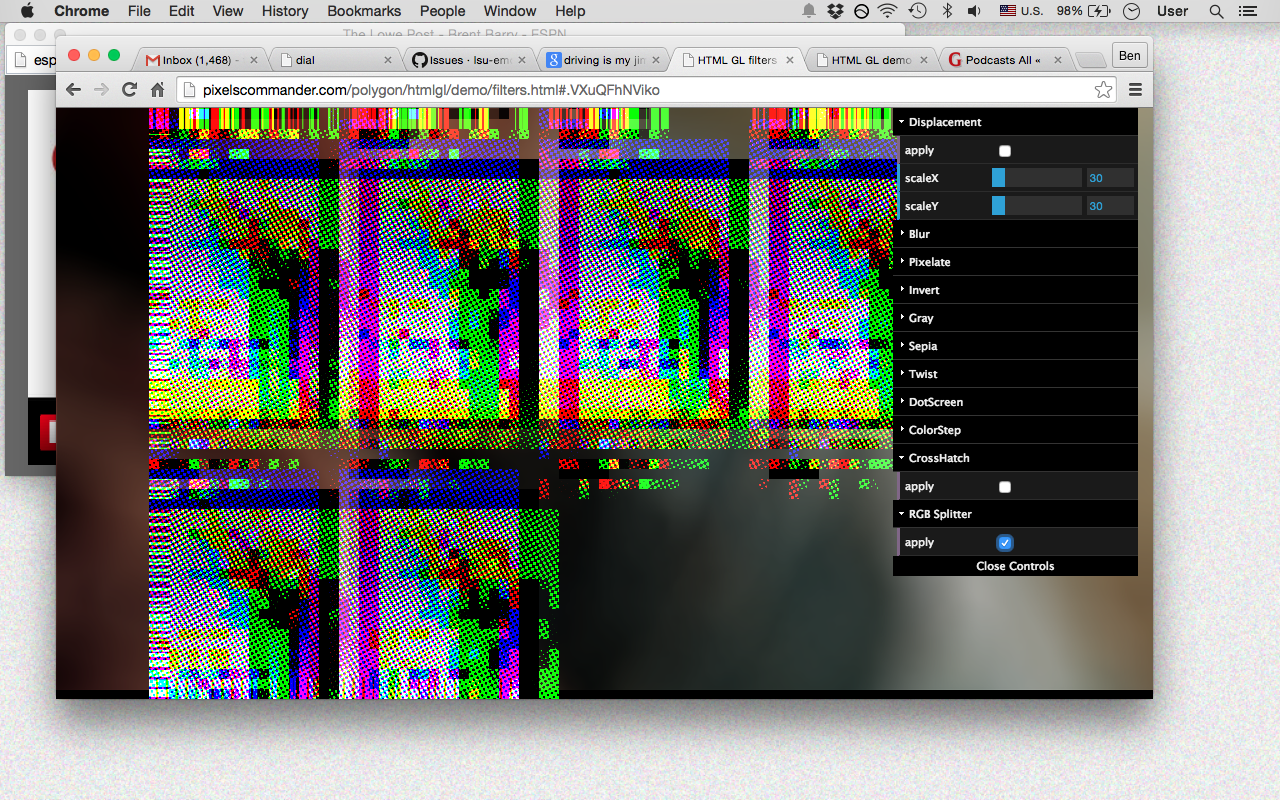 Chrome File Edit View History Bookmarks People Window Help U.S. 98% User
The Lowe Post - Brent Barry - ESPN
esp
Inbox (1,468) - dial Issues · lsu-em driving is my jin HTML GL filters HTML GL demo Podcasts All « Ben
pixelscommander.com/polygon/htmlgl/demo/filters.html#.VXuQFhNViko
Displacement
apply
scaleX 30
scaleY 30
Blur
Pixelate
Invert
Gray
Sepia
Twist
DotScreen
ColorStep
CrossHatch
apply
RGB Splitter
apply
Close Controls